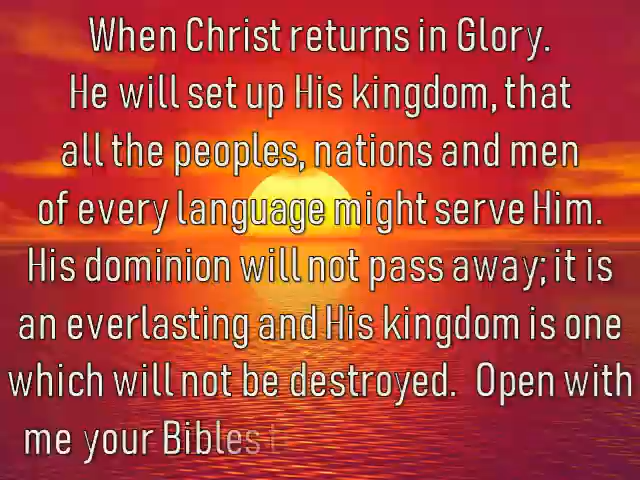 When Christ returns in Glory.
He will set up His kingdom, that
all the peoples, nations and men
of every language might serve Him.
His dominion will not pass away; it is
an everlasting and His kingdom is one
which will not be destroyed. Open with
me your Bibles